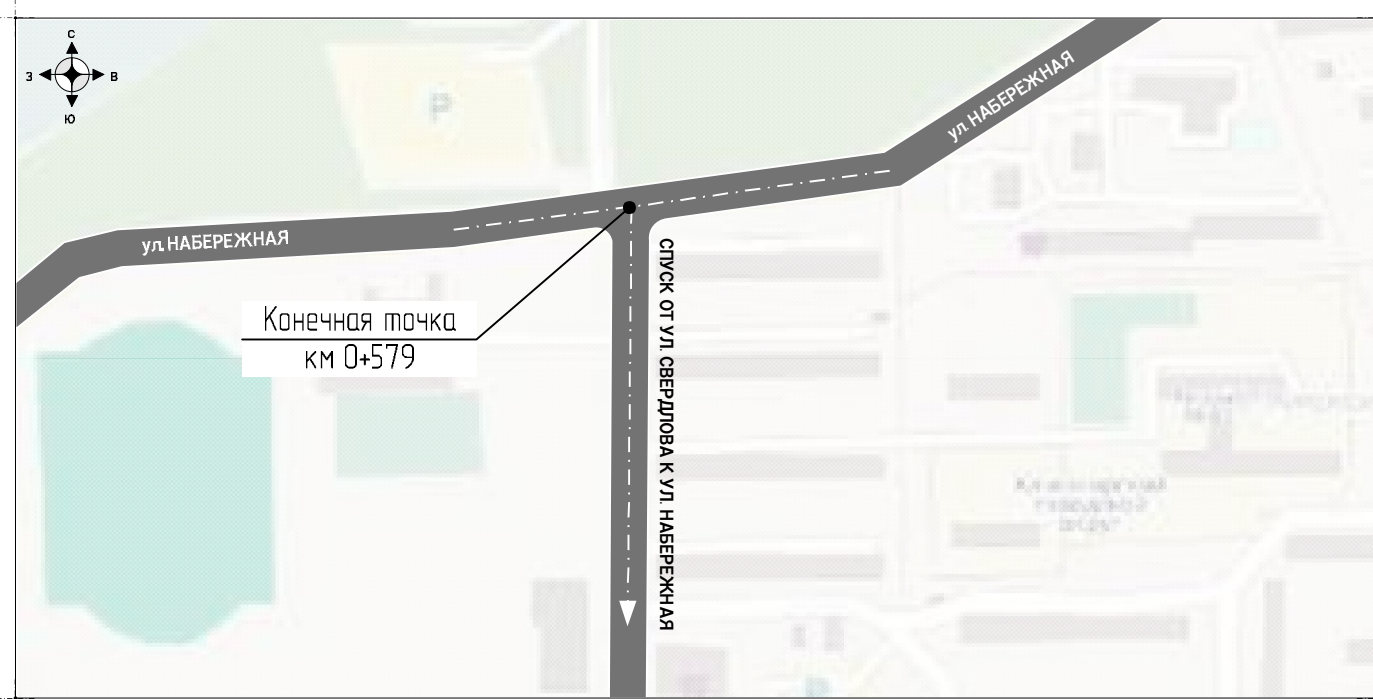 С
З
В
Ю
P
ул. НАБЕРЕЖНАЯ
ул. НАБЕРЕЖНАЯ
Конечная точка
км 0+579
СПУСК ОТ УЛ. СВЕРДЛОВА К УЛ. НАБЕРЕЖНАЯ